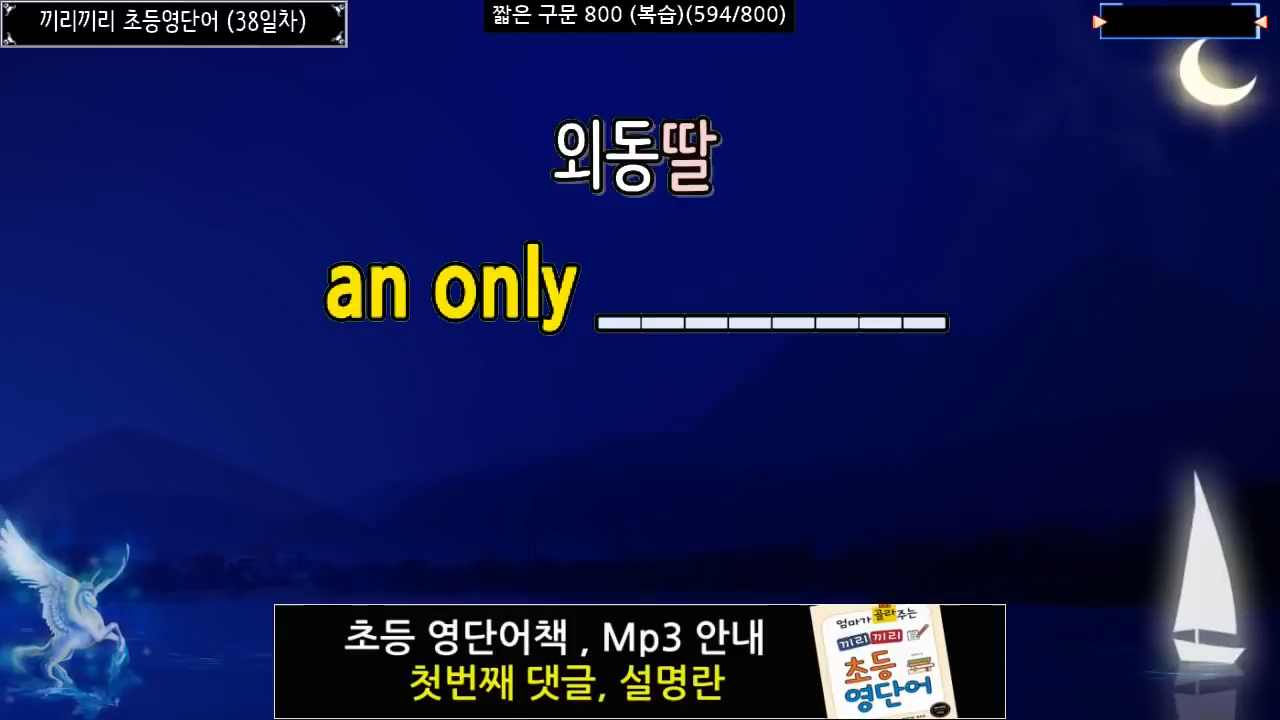 끼리끼리 초등영단어 (38일차)
짧은 구문 800 (복습)(594/800)
외동딸
an only ________
초등 영단어책 , Mp3 안내
첫번째 댓글, 설명란
엄마가 골라주는
끼리끼리
초등
영단어